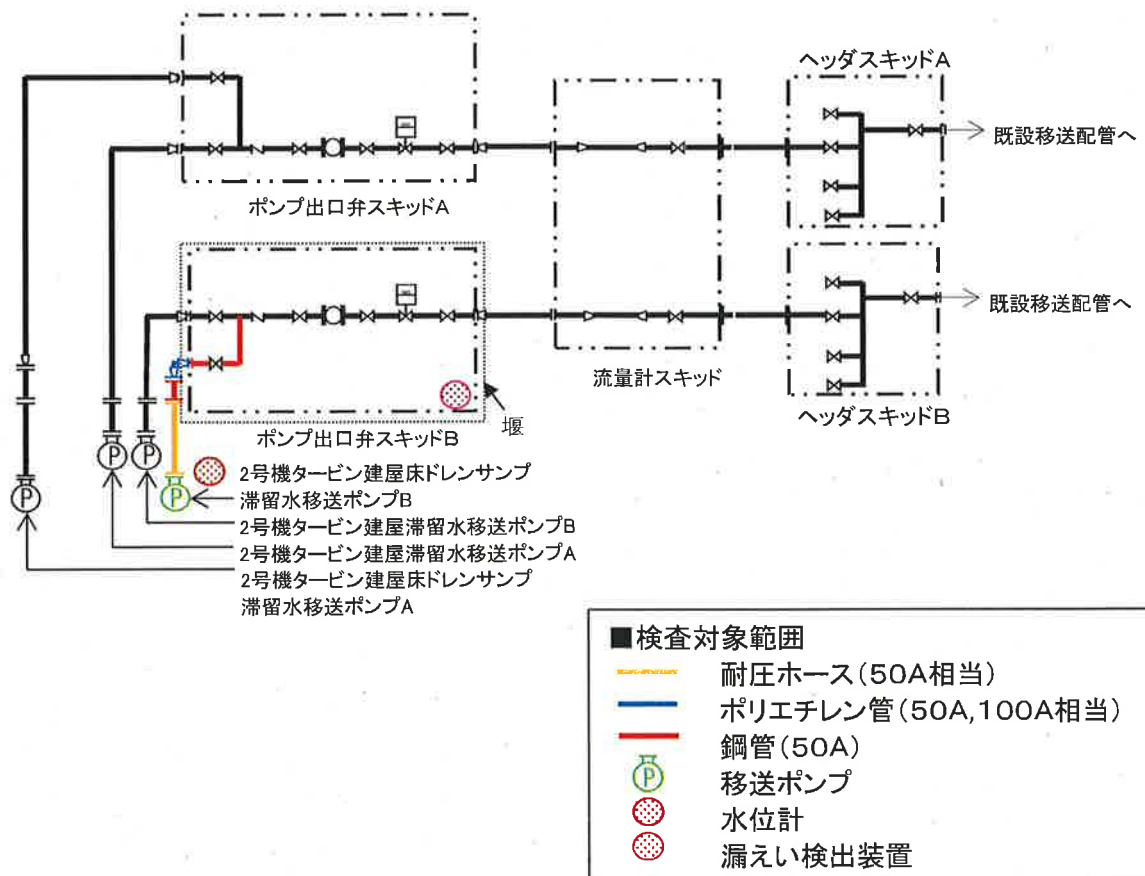 ヘッダスキッドA
既設移送配管へ
ポンプ出口弁スキッドA
既設移送配管へ
流量計スキッド
堰
ヘッダスキッドB
ポンプ出口弁スキッドB
P
P
P
P
2号機タービン建屋床ドレンサンプ
滞留水移送ポンプB
2号機タービン建屋滞留水移送ポンプB
2号機タービン建屋滞留水移送ポンプA
2号機タービン建屋床ドレンサンプ
滞留水移送ポンプA
■検査対象範囲
耐圧ホース(50A相当)
ポリエチレン管(50A,100A相当)
鋼管(50A)
P
移送ポンプ
水位計
漏えい検出装置